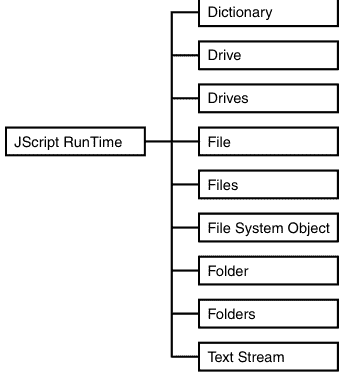 Dictionary
Drive
Drives
JScript RunTime
File
Files
File System Object
Folder
Folders
Text Stream